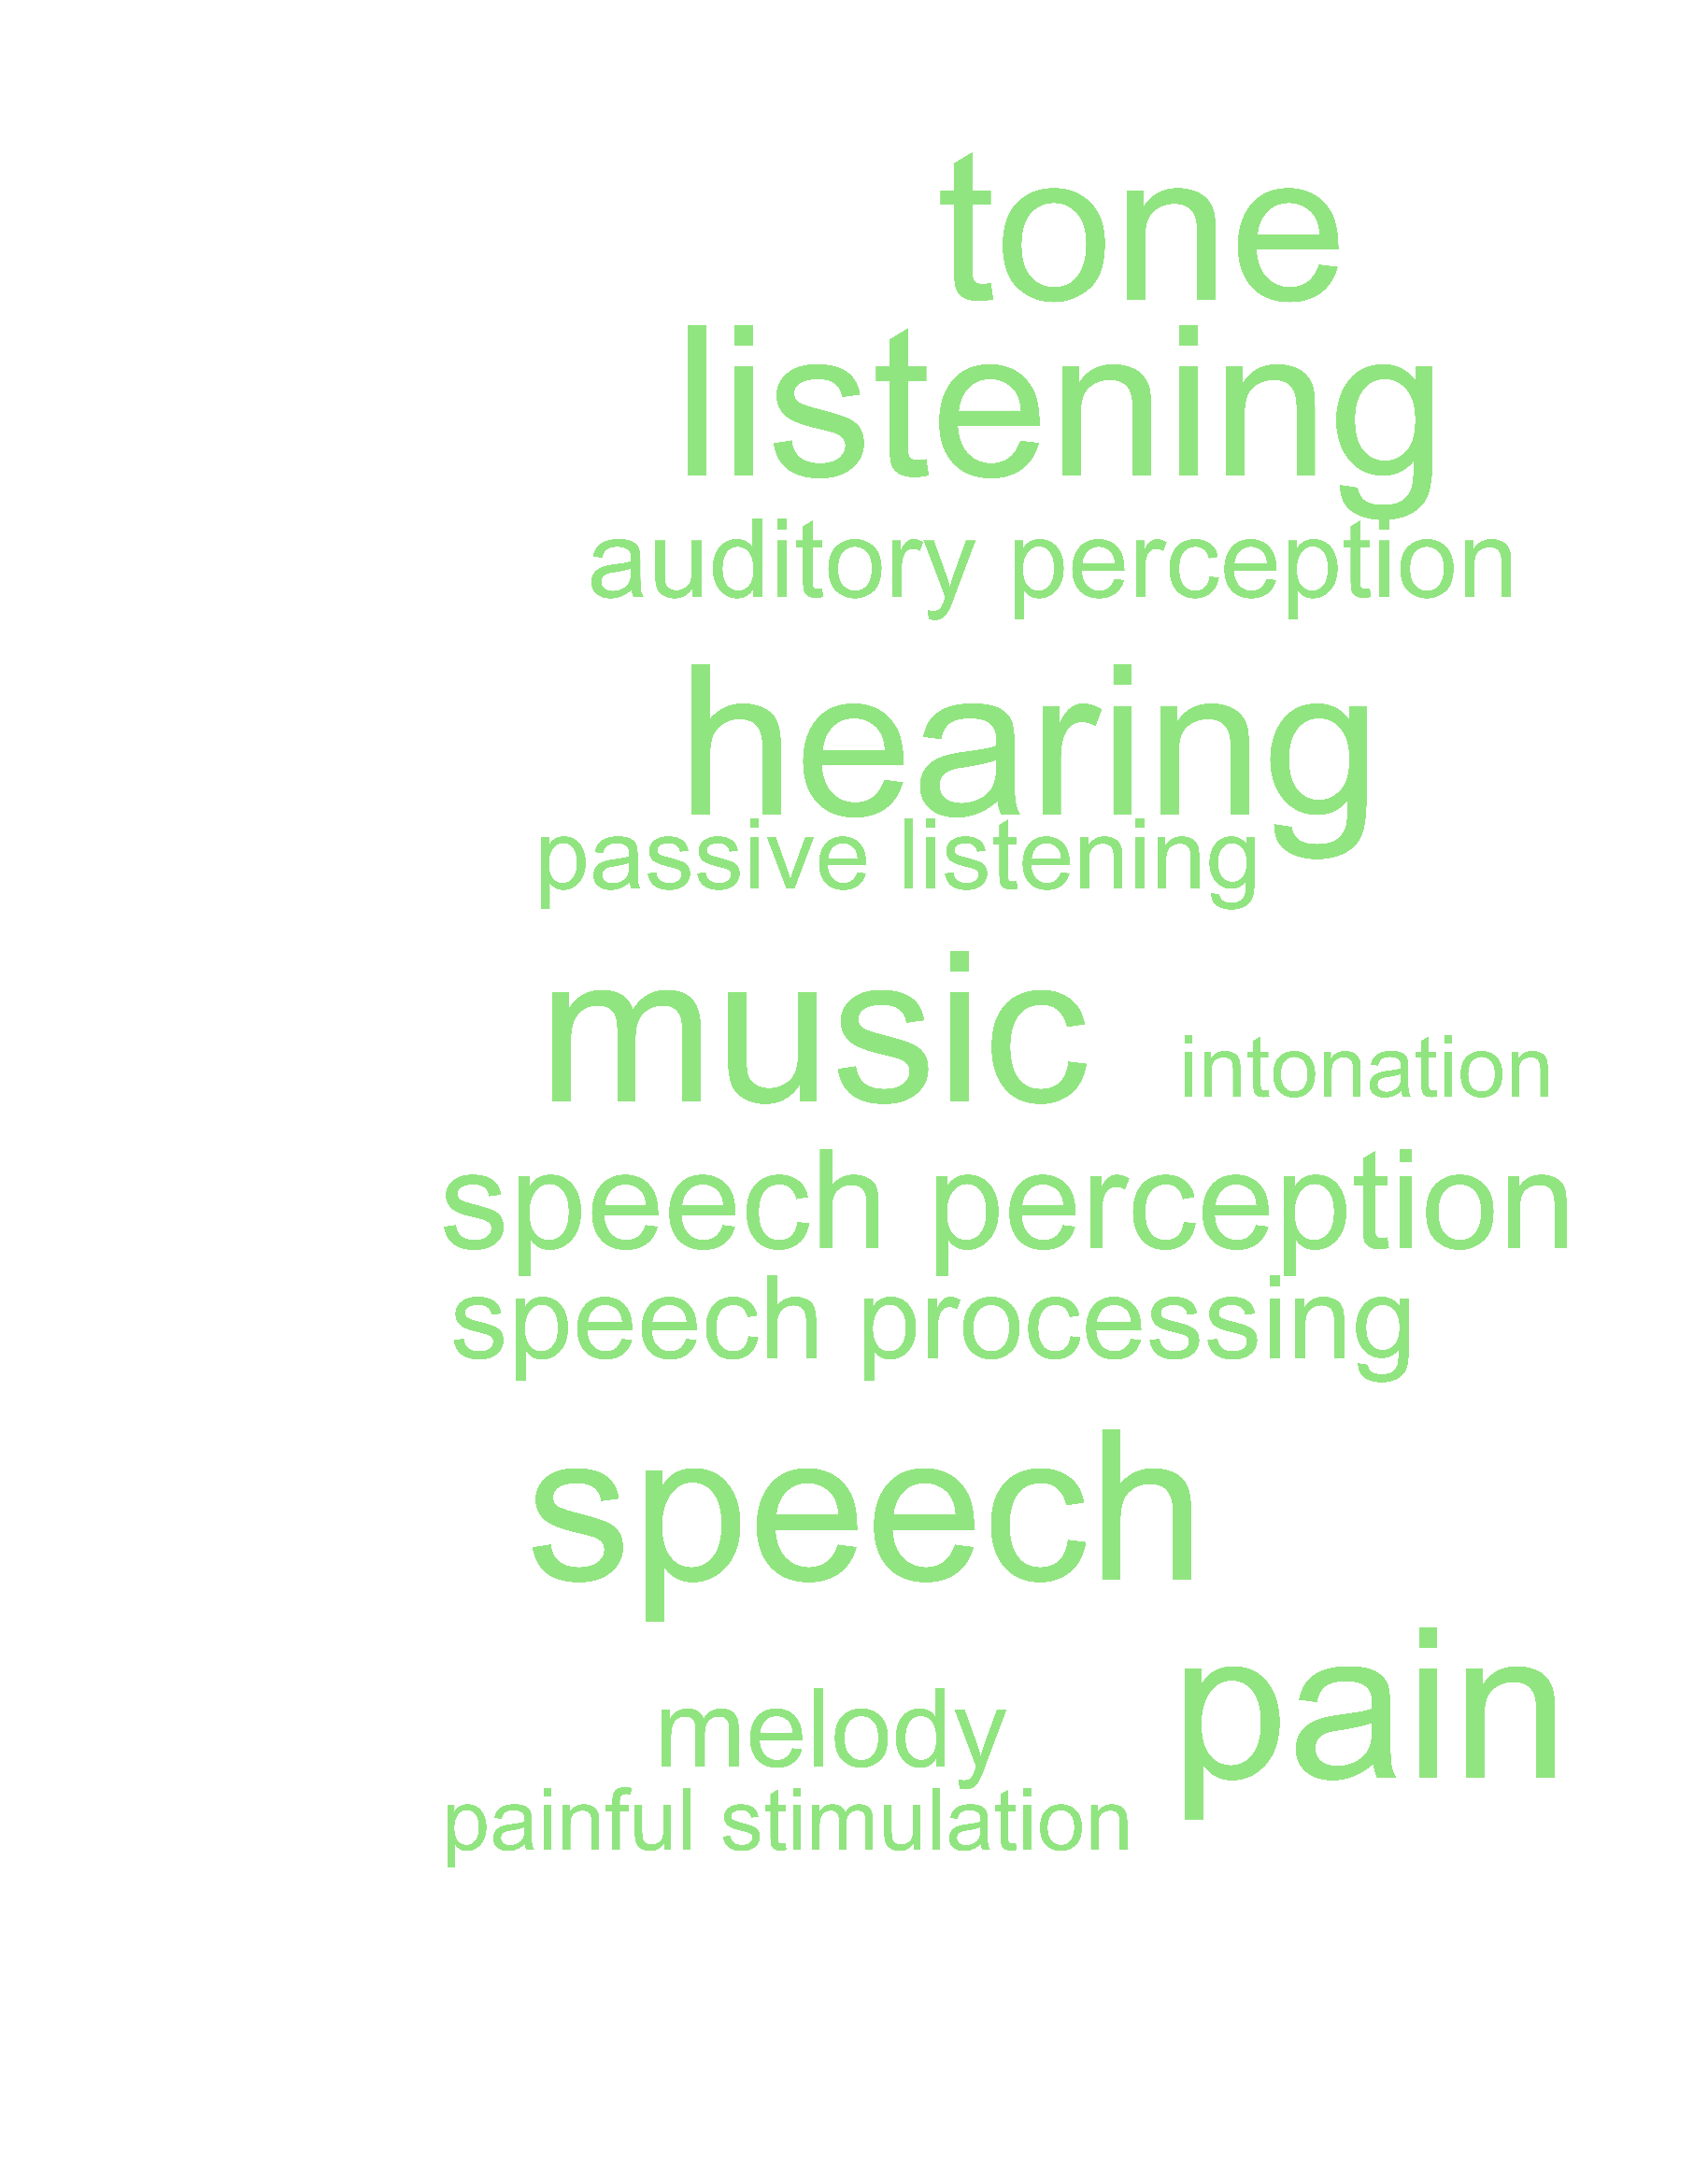 tone
listening
auditory perception
hearing
passive listening
music
intonation
speech perception
speech processing
speech
pain
melody
painful stimulation